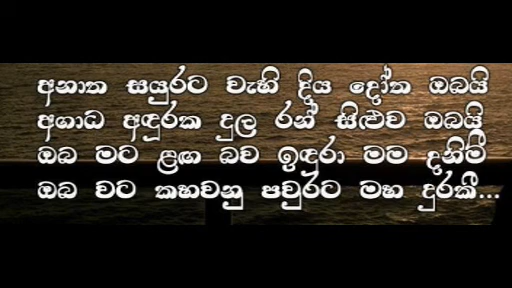 අනාත සයුරට වැහි දිය දෝත ඔබයි
අගාධ අඳුරක දුල රන් සිළුව ඔබයි
ඔබ මට ළඟ බව ඉඳුරා මම දනිමී
ඔබ වට කහවනු පවුරට මහ දුරකී...